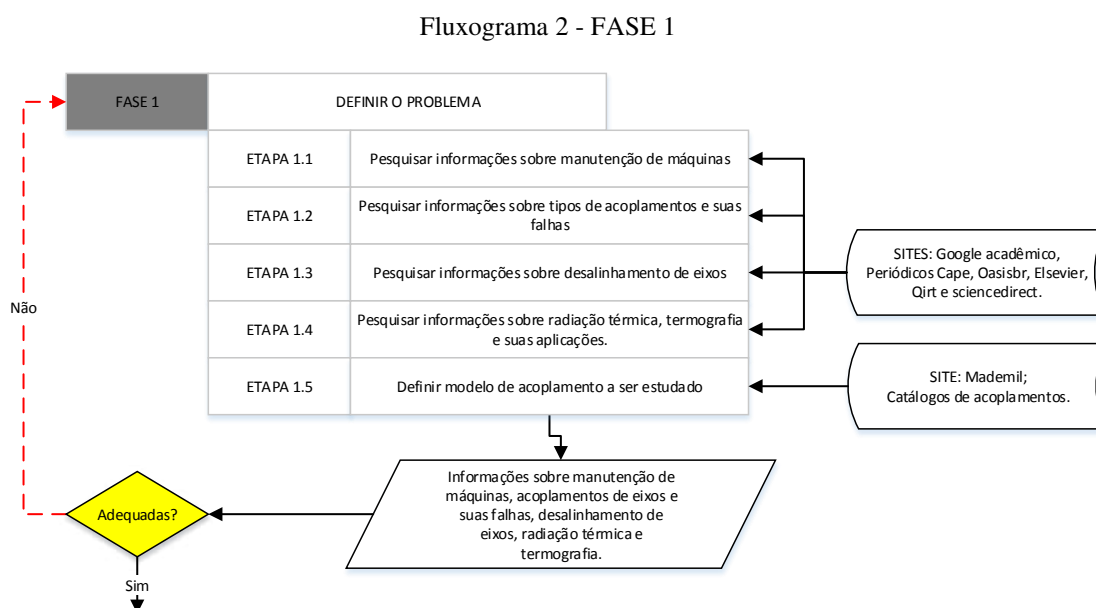 Fluxograma 2 - FASE 1
FASE 1
DEFINIR O PROBLEMA
ETAPA 1.1
Pesquisar informações sobre manutenção de máquinas
ETAPA 1.2
Pesquisar informações sobre tipos de acoplamentos e suas
falhas
ETAPA 1.3
Pesquisar informações sobre desalinhamento de eixos
ETAPA 1.4
Pesquisar informações sobre radiação térmica, termografia
e suas aplicações.
ETAPA 1.5
Definir modelo de acoplamento a ser estudado
SITES: Google acadêmico,
Periódicos Cape, Oasisbr, Elsevier,
Qirt e sciencedirect.
SITE: Mademil;
Catálogos de acoplamentos.
Não
Informações sobre manutenção de
máquinas, acoplamentos de eixos e
suas falhas, desalinhamento de
eixos, radiação térmica e
termografia.
Adequadas?
Sim